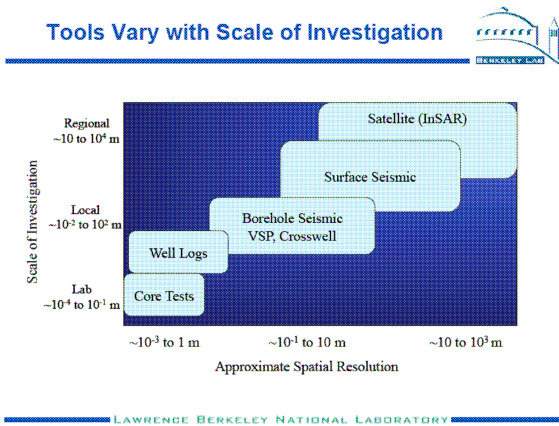 Tools Vary with Scale of Investigation
Regional
~10 to 10⁴ m
Local
~10⁻² to 10² m
Lab
~10⁻⁴ to 10⁻¹ m
Scale of Investigation
Satellite (InSAR)
Surface Seismic
Borehole Seismic
VSP, Crosswell
Well Logs
Core Tests
~10⁻³ to 1 m
~10⁻¹ to 10 m
~10 to 10³ m
Approximate Spatial Resolution
LAWRENCE BERKELEY NATIONAL LABORATORY